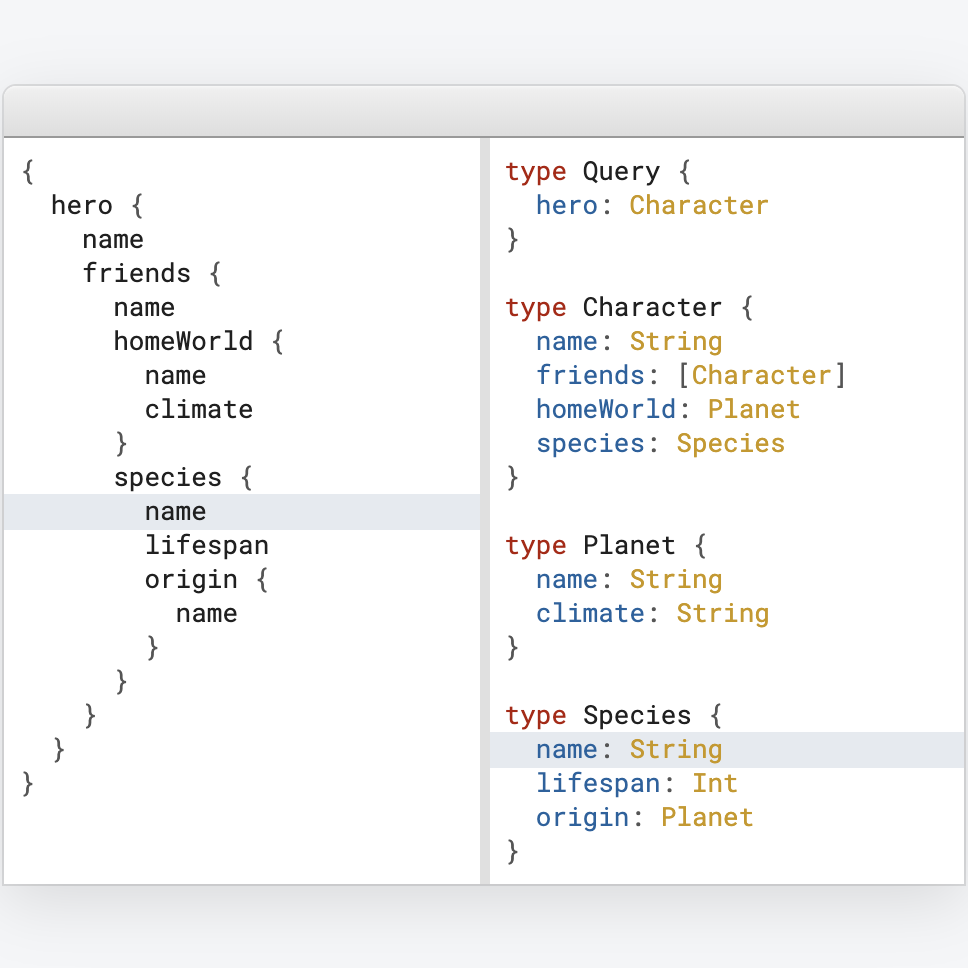 {
  hero {
    name
    friends {
      name
      homeWorld {
        name
        climate
      }
      species {
        name
        lifespan
        origin {
          name
        }
      }
    }
  }
}
type Query {
  hero: Character
}

type Character {
  name: String
  friends: [Character]
  homeWorld: Planet
  species: Species
}

type Planet {
  name: String
  climate: String
}

type Species {
  name: String
  lifespan: Int
  origin: Planet
}